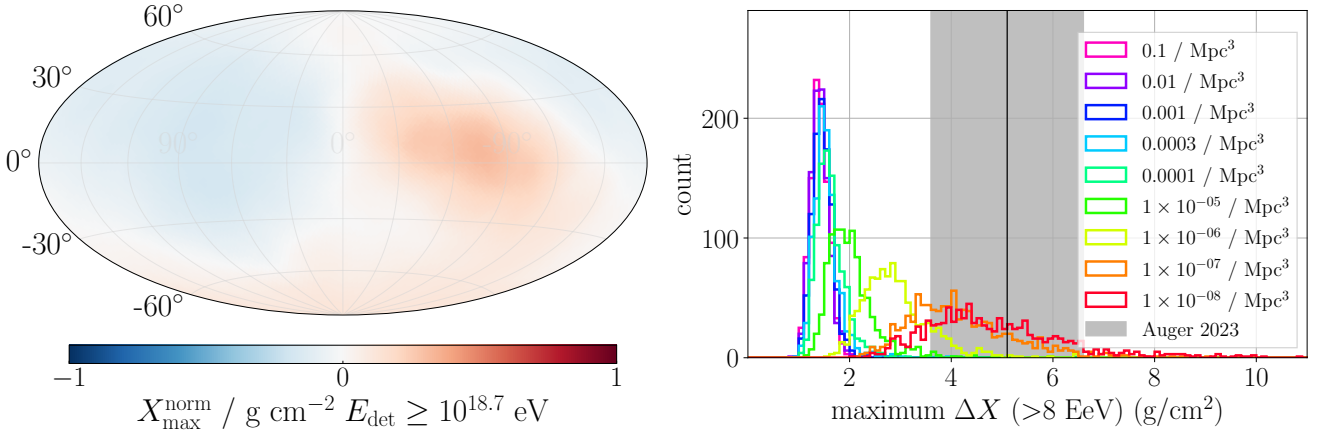 60°
30°
0°
-30°
-60°
90°
0°
−1
0
1
X_max^norm / g cm⁻² E_det ≥ 10^18.7 eV
count
200
100
0
0.1 / Mpc³
0.01 / Mpc³
0.001 / Mpc³
0.0003 / Mpc³
0.0001 / Mpc³
1 × 10⁻⁰⁵ / Mpc³
1 × 10⁻⁰⁶ / Mpc³
1 × 10⁻⁰⁷ / Mpc³
1 × 10⁻⁰⁸ / Mpc³
Auger 2023
2
4
6
8
10
maximum ΔX (>8 EeV) (g/cm²)